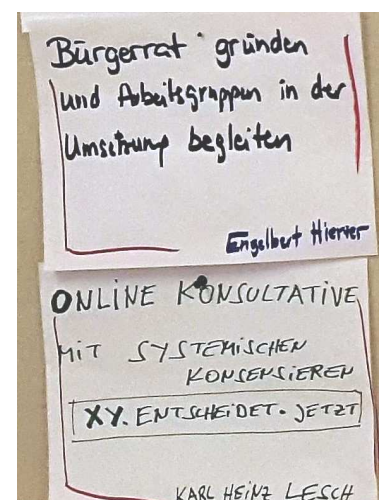 Bürgerrat gründen
und Arbeitsgruppen in der
Umsetzung begleiten
Engelbert Hierzer
ONLINE KONSULTATIVE
MIT SYSTEMISCHEN
KONSENSIEREN
XY.ENTSCHEIDET.JETZT
KARL HEINZ LESCH